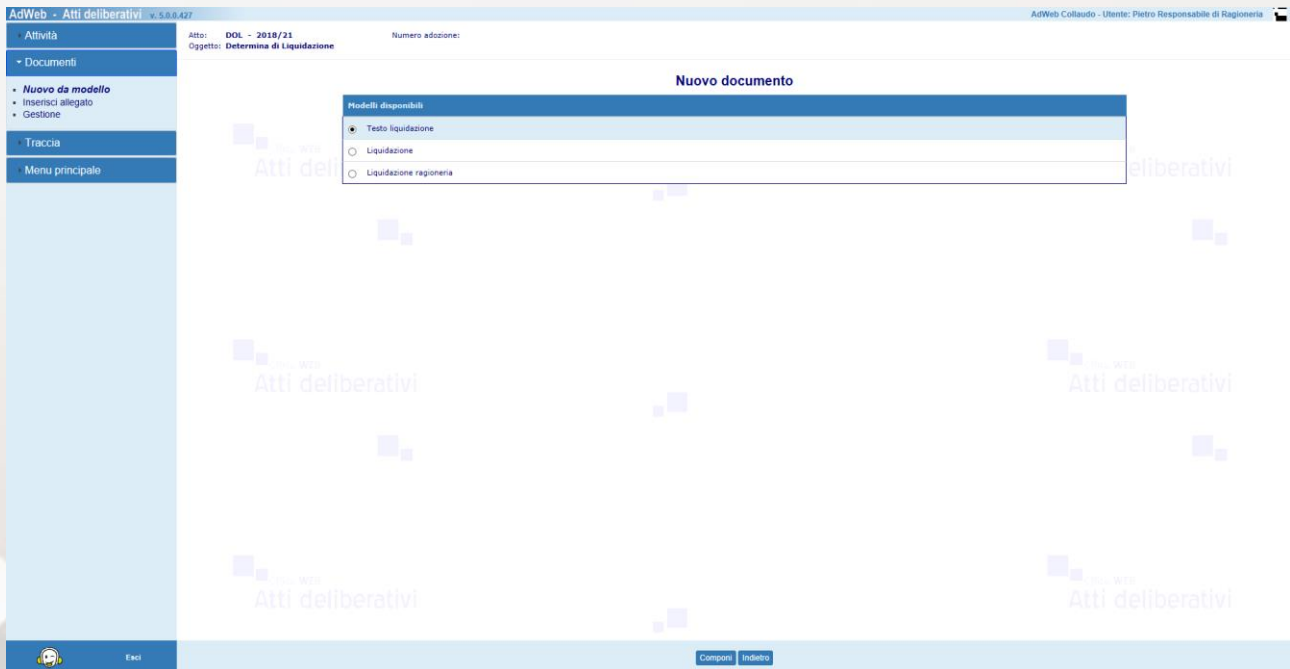 AdWeb - Atti deliberativi v. 5.0.0.427
AdWeb Collaudo - Utente: Pietro Responsabile di Ragioneria
Attività
Documenti
Nuovo da modello
Inserisci allegato
Gestione
Traccia
Menu principale
Atto: DOL - 2018/21 Numero adozione:
Oggetto: Determina di Liquidazione
Nuovo documento
Modelli disponibili
Testo liquidazione
Liquidazione
Liquidazione ragioneria
Atti deli
eliberativi
Atti deliberativi
Atti deliberativi
Atti deliberativi
Atti deliberativi
Esci
Componi Indietro